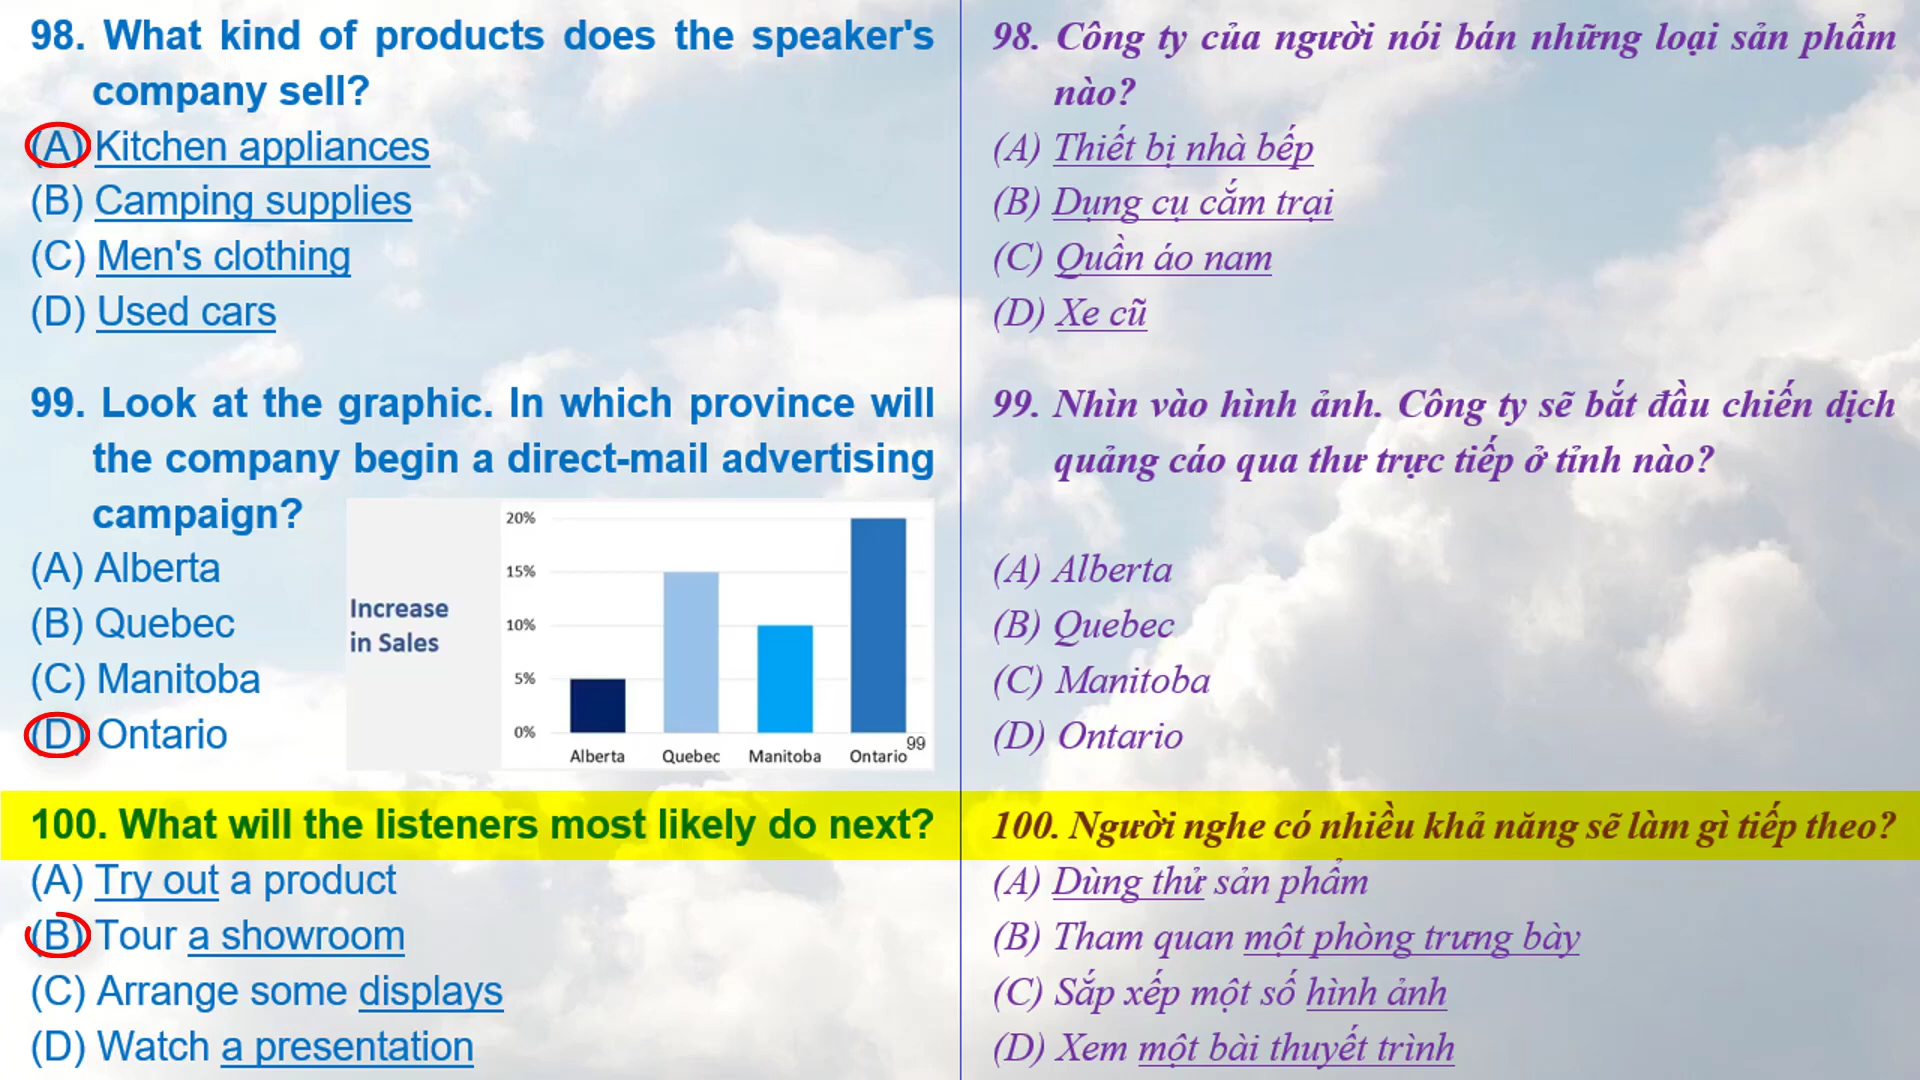 98. What kind of products does the speaker's
company sell?
(A) Kitchen appliances
(B) Camping supplies
(C) Men's clothing
(D) Used cars
99. Look at the graphic. In which province will
the company begin a direct-mail advertising
campaign?
(A) Alberta
(B) Quebec
(C) Manitoba
(D) Ontario
Increase
in Sales
20%
15%
10%
5%
0%
Alberta Quebec Manitoba Ontario
99
100. What will the listeners most likely do next?
(A) Try out a product
(B) Tour a showroom
(C) Arrange some displays
(D) Watch a presentation
98. Công ty của người nói bán những loại sản phẩm
nào?
(A) Thiết bị nhà bếp
(B) Dụng cụ cắm trại
(C) Quần áo nam
(D) Xe cũ
99. Nhìn vào hình ảnh. Công ty sẽ bắt đầu chiến dịch
quảng cáo qua thư trực tiếp ở tỉnh nào?
(A) Alberta
(B) Quebec
(C) Manitoba
(D) Ontario
100. Người nghe có nhiều khả năng sẽ làm gì tiếp theo?
(A) Dùng thử sản phẩm
(B) Tham quan một phòng trưng bày
(C) Sắp xếp một số hình ảnh
(D) Xem một bài thuyết trình